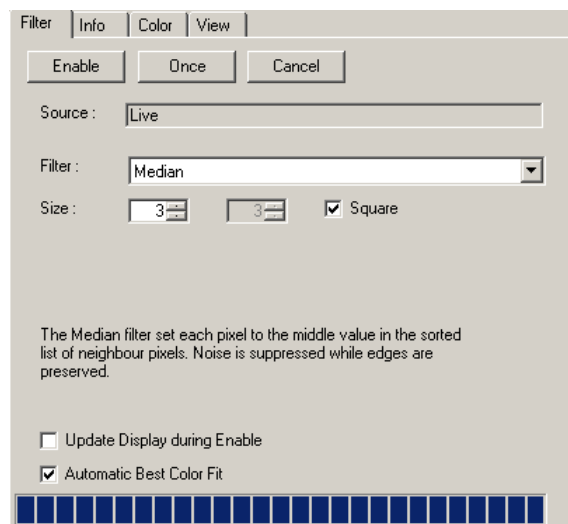 Filter Info Color View
Enable Once Cancel
Source : Live
Filter : Median
Size : 3 3 Square
The Median filter set each pixel to the middle value in the sorted
list of neighbour pixels. Noise is suppressed while edges are
preserved.
Update Display during Enable
Automatic Best Color Fit